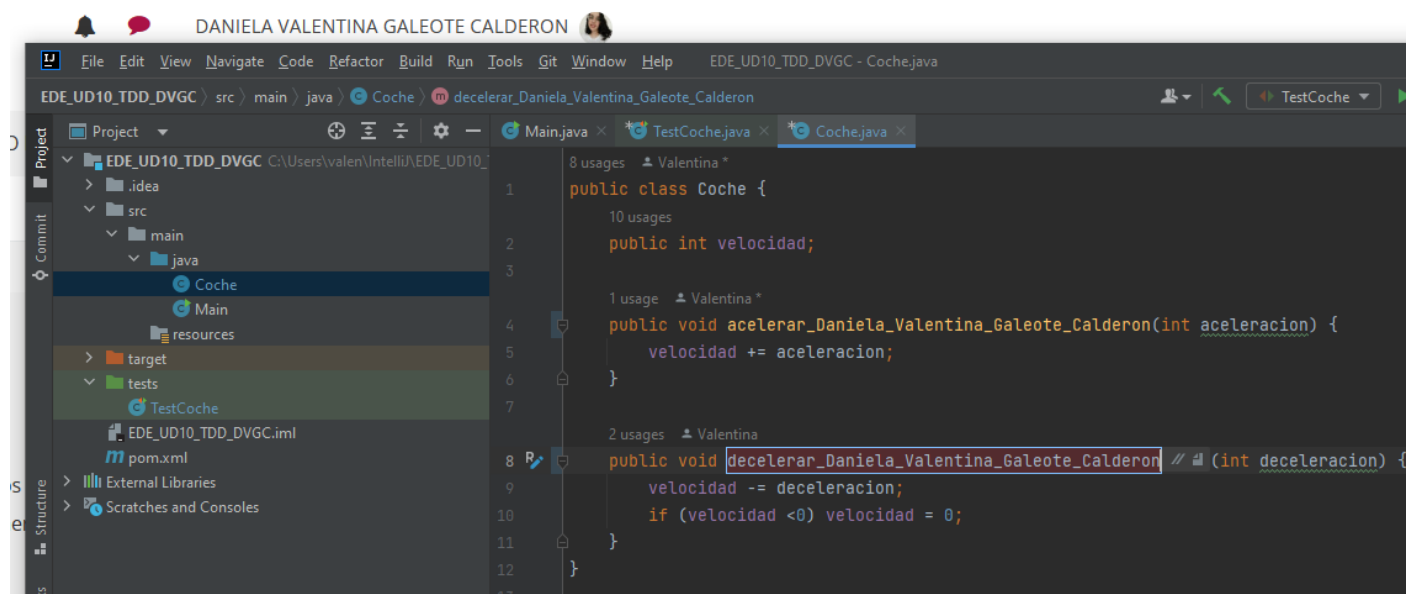 DANIELA VALENTINA GALEOTE CALDERON
IJ File Edit View Navigate Code Refactor Build Run Tools Git Window Help EDE_UD10_TDD_DVGC - Coche.java
EDE_UD10_TDD_DVGC 〉 src 〉 main 〉 java 〉 C Coche 〉 m decelerar_Daniela_Valentina_Galeote_Calderon TestCoche
Project Main.java × *TestCoche.java × *Coche.java ×
EDE_UD10_TDD_DVGC C:\Users\valen\IntelliJ\EDE_UD10_
.idea
src
main
java
Coche
Main
resources
target
tests
TestCoche
EDE_UD10_TDD_DVGC.iml
m pom.xml
External Libraries
Scratches and Consoles
Project
Commit
Structure
8 usages Valentina *
1 public class Coche {
10 usages
2 public int velocidad;
3
1 usage Valentina *
4 public void acelerar_Daniela_Valentina_Galeote_Calderon(int aceleracion) {
5 velocidad += aceleracion;
6 }
7
2 usages Valentina
8 public void decelerar_Daniela_Valentina_Galeote_Calderon (int deceleracion) {
9 velocidad -= deceleracion;
10 if (velocidad <0) velocidad = 0;
11 }
12 }